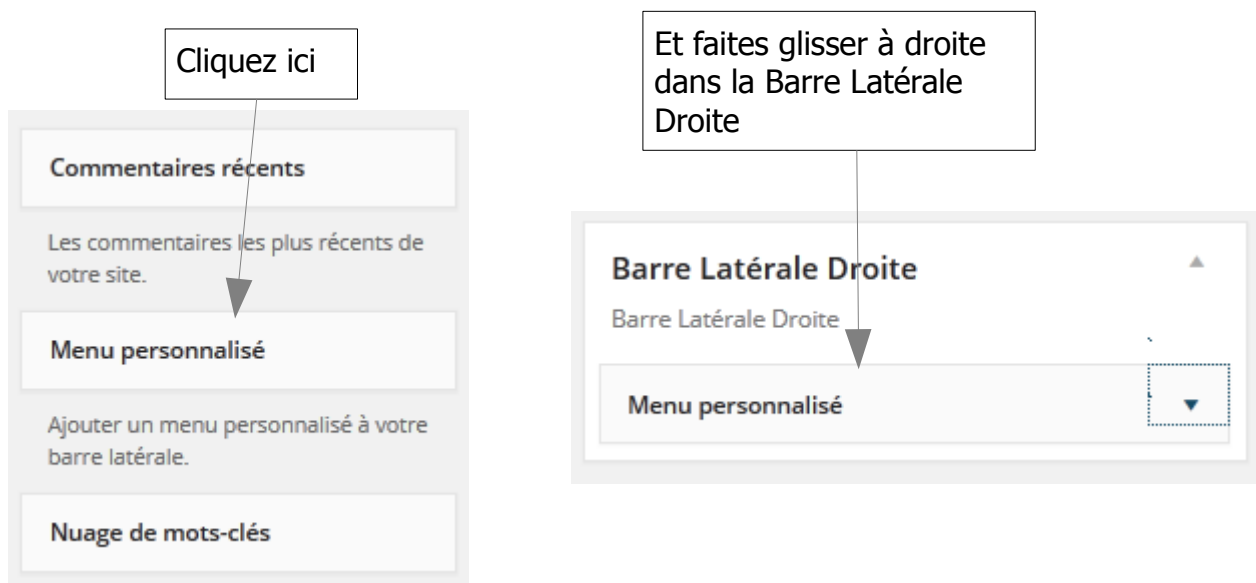 Cliquez ici
Commentaires récents
Les commentaires les plus récents de
votre site.
Menu personnalisé
Ajouter un menu personnalisé à votre
barre latérale.
Nuage de mots-clés
Et faites glisser à droite
dans la Barre Latérale
Droite
Barre Latérale Droite
Barre Latérale Droite
Menu personnalisé